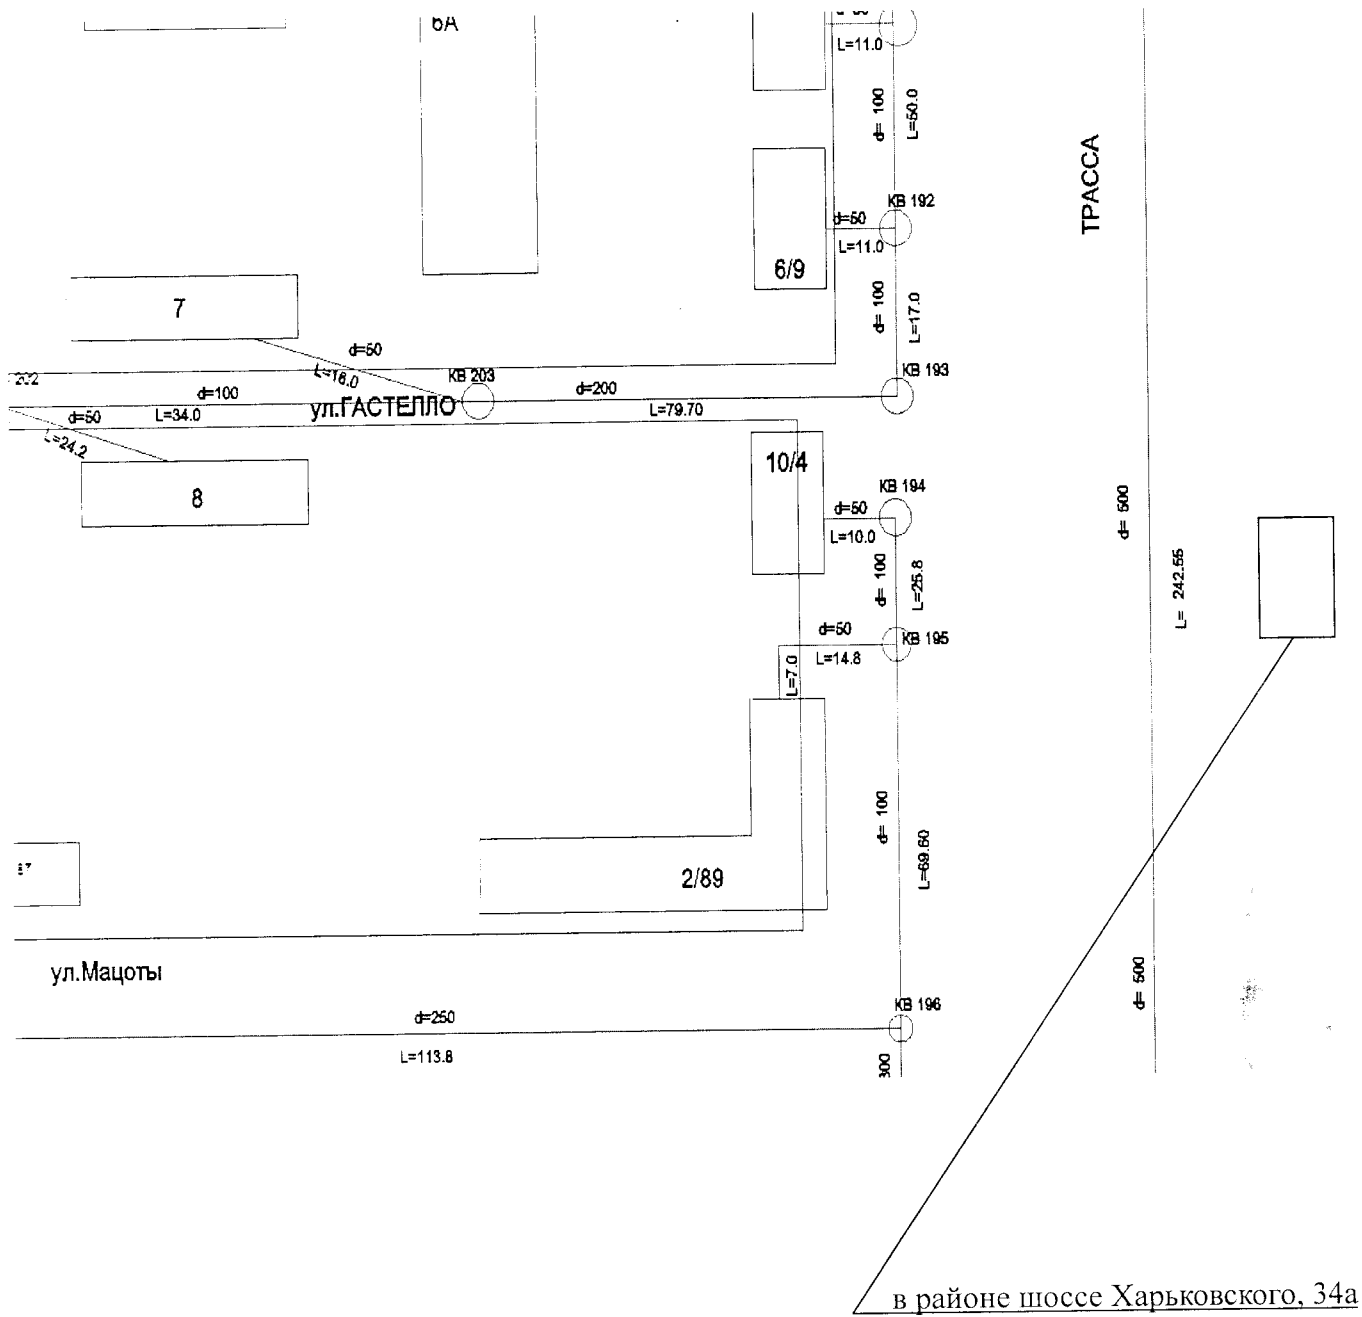 6А
L=11.0
d= 100
L=50.0
ТРАССА
КВ 192
d=50
L=11.0
6/9
7
d= 100
L=17.0
d=50
L=16.0
КВ 203
КВ 193
202
d=100
d=200
ул.ГАСТЕЛЛО
L=34.0
L=79.70
d=50
L=24.2
8
10/4
КВ 194
d=50
L=10.0
d= 100
L=25.8
d= 500
L= 242.55
d=50
КВ 195
L=14.8
L=7.0
d= 100
L=69.60
2/89
ул.Мацоты
d= 500
КВ 196
d=250
L=113.8
300
в районе шоссе Харьковского, 34а